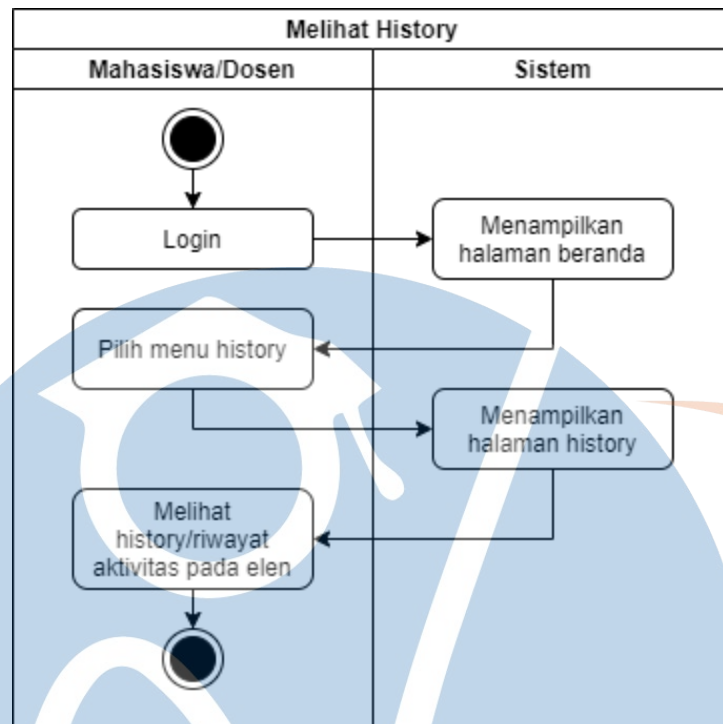 Melihat History
Mahasiswa/Dosen
Sistem
Login
Menampilkan
halaman beranda
Pilih menu history
Menampilkan
halaman history
Melihat
history/riwayat
aktivitas pada elen